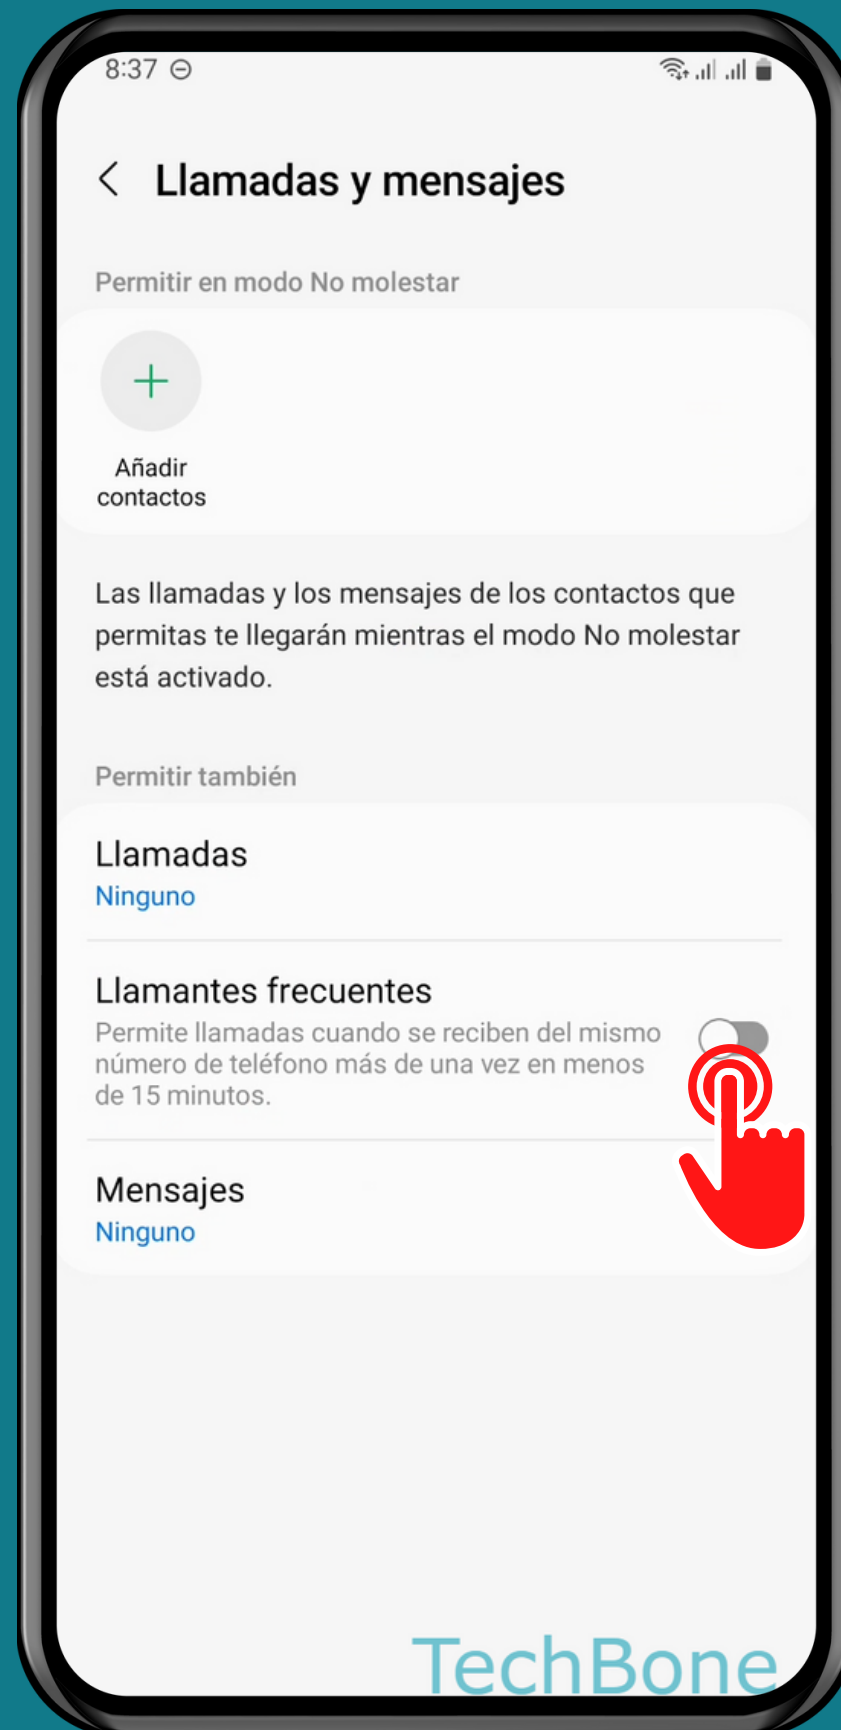 8:37
Llamadas y mensajes
Permitir en modo No molestar
Añadir
contactos
Las llamadas y los mensajes de los contactos que
permitas te llegarán mientras el modo No molestar
está activado.
Permitir también
Llamadas
Ninguno
Llamantes frecuentes
Permite llamadas cuando se reciben del mismo
número de teléfono más de una vez en menos
de 15 minutos.
Mensajes
Ninguno
TechBone